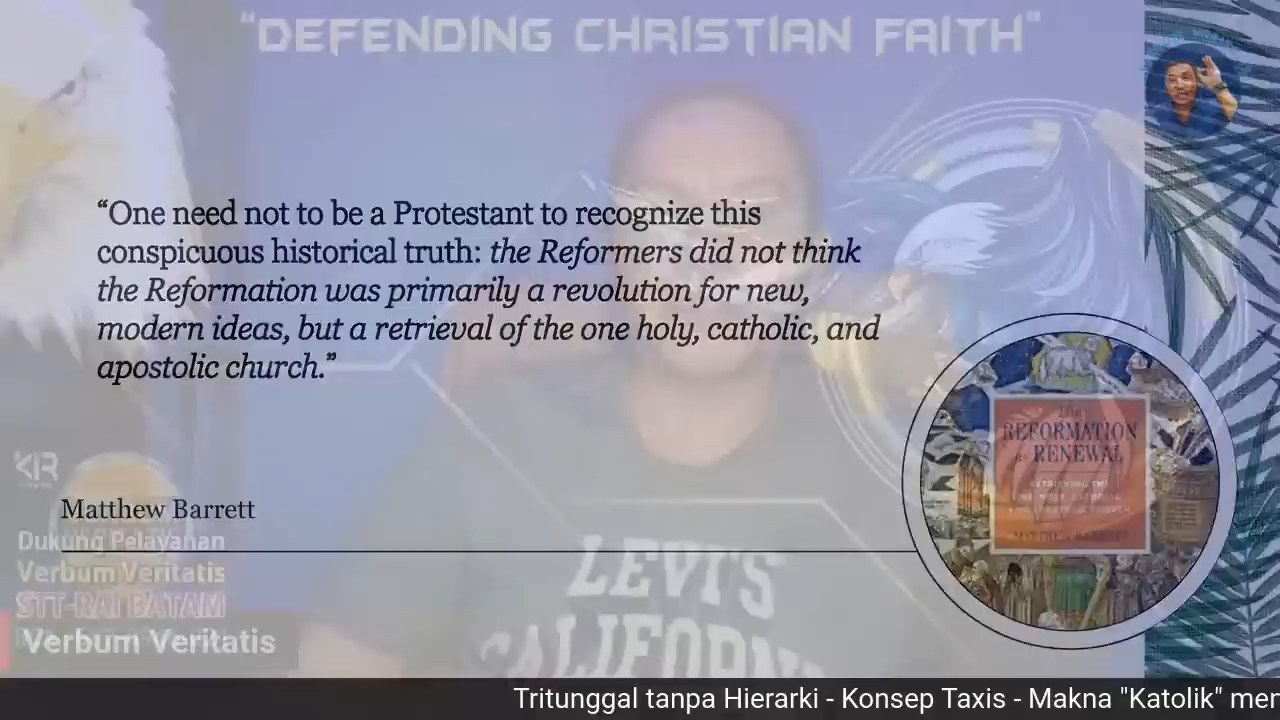 "DEFENDING CHRISTIAN FAITH"
“One need not to be a Protestant to recognize this
conspicuous historical truth: the Reformers did not think
the Reformation was primarily a revolution for new,
modern ideas, but a retrieval of the one holy, catholic, and
apostolic church.”
The
REFORMATION
as RENEWAL
Matthew Barrett
Dukung Pelayanan
Verbum Veritatis
STT-RAI BATAM
Verbum Veritatis
LEVI'S
CALIFORN
Tritunggal tanpa Hierarki - Konsep Taxis - Makna "Katolik" mer